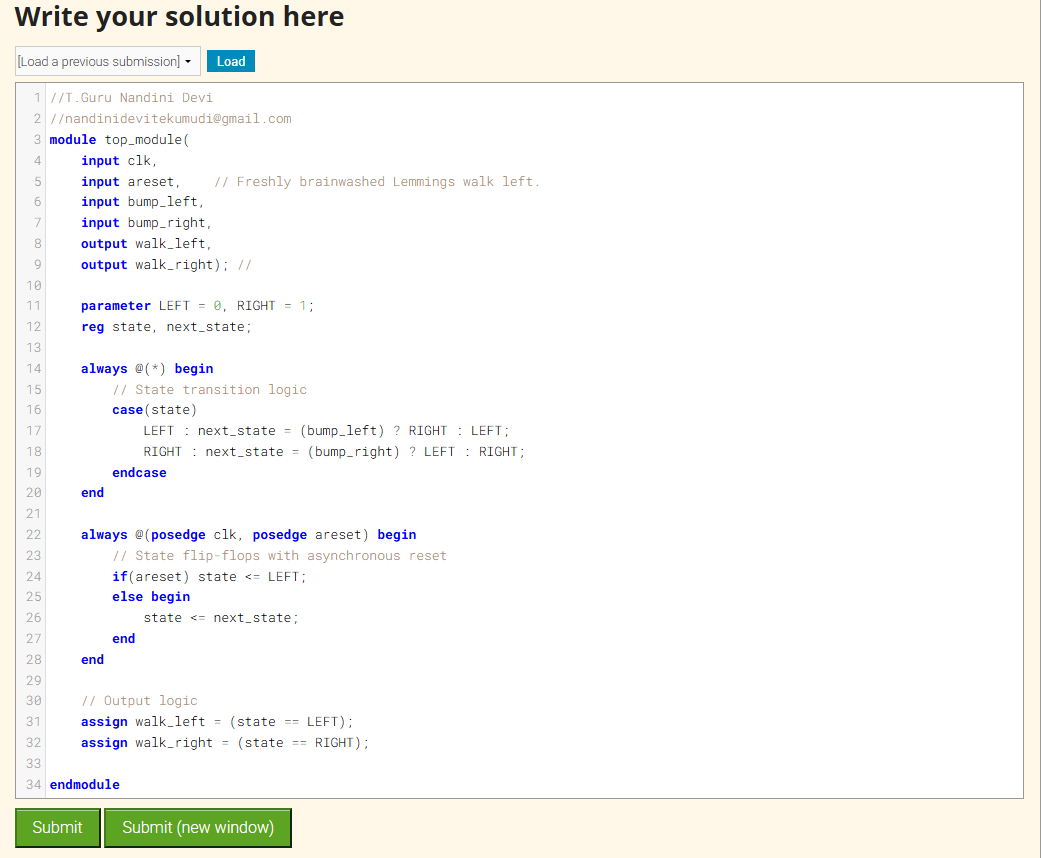 Write your solution here
[Load a previous submission] Load
1 //T.Guru Nandini Devi
2 //nandinidevitekumudi@gmail.com
3 module top_module(
4     input clk,
5     input areset,    // Freshly brainwashed Lemmings walk left.
6     input bump_left,
7     input bump_right,
8     output walk_left,
9     output walk_right); //
10
11     parameter LEFT = 0, RIGHT = 1;
12     reg state, next_state;
13
14     always @(*) begin
15         // State transition logic
16         case(state)
17             LEFT : next_state = (bump_left) ? RIGHT : LEFT;
18             RIGHT : next_state = (bump_right) ? LEFT : RIGHT;
19         endcase
20     end
21
22     always @(posedge clk, posedge areset) begin
23         // State flip-flops with asynchronous reset
24         if(areset) state <= LEFT;
25         else begin
26             state <= next_state;
27         end
28     end
29
30     // Output logic
31     assign walk_left = (state == LEFT);
32     assign walk_right = (state == RIGHT);
33
34 endmodule
Submit Submit (new window)